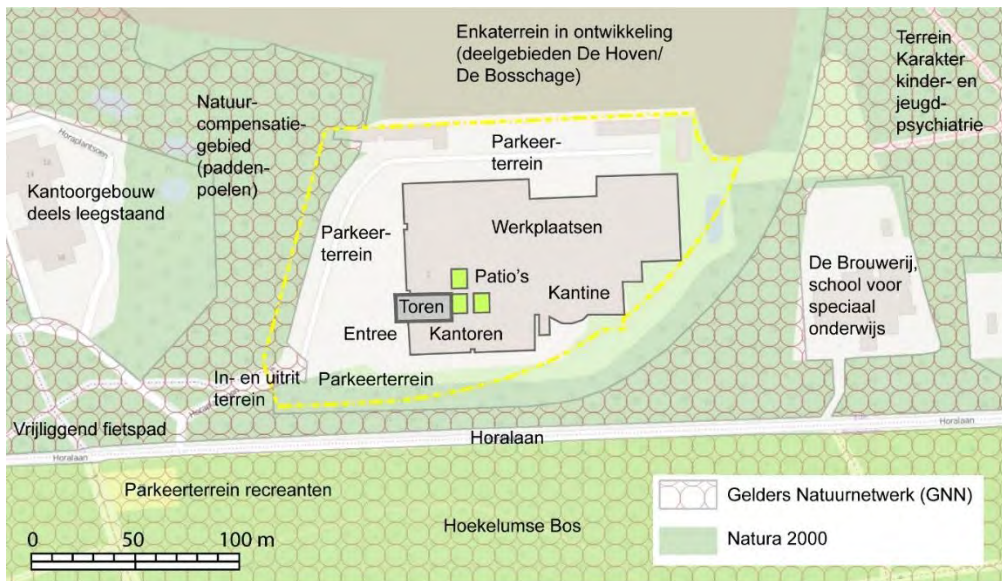 Enkaterrein in ontwikkeling
(deelgebieden De Hoven/
De Bosschage)
Terrein
Karakter
kinder- en
jeugd-
psychiatrie
Natuur-
compensatie-
gebied
(padden-
poelen)
Kantoorgebouw
deels leegstaand
Parkeer-
terrein
Werkplaatsen
Parkeer-
terrein
Patio's
Kantine
Toren
Entree
Kantoren
De Brouwerij,
school voor
speciaal
onderwijs
In- en uitrit
terrein
Parkeerterrein
Vrijliggend fietspad
Horalaan
Horalaan
Horalaan
Parkeerterrein recreanten
Hoekelumse Bos
0 100 m
Gelders Natuurnetwerk (GNN)
Natura 2000